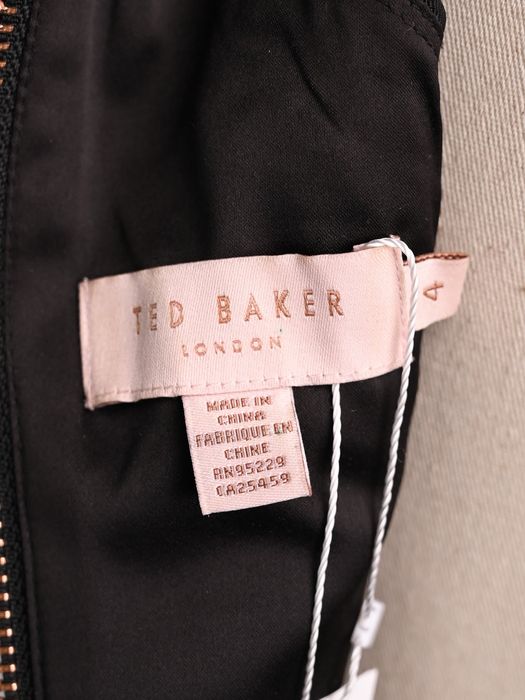 TED BAKER
LONDON
4
MADE IN
CHINA
FABRIQUE EN
CHINE
RN95229
CA25459